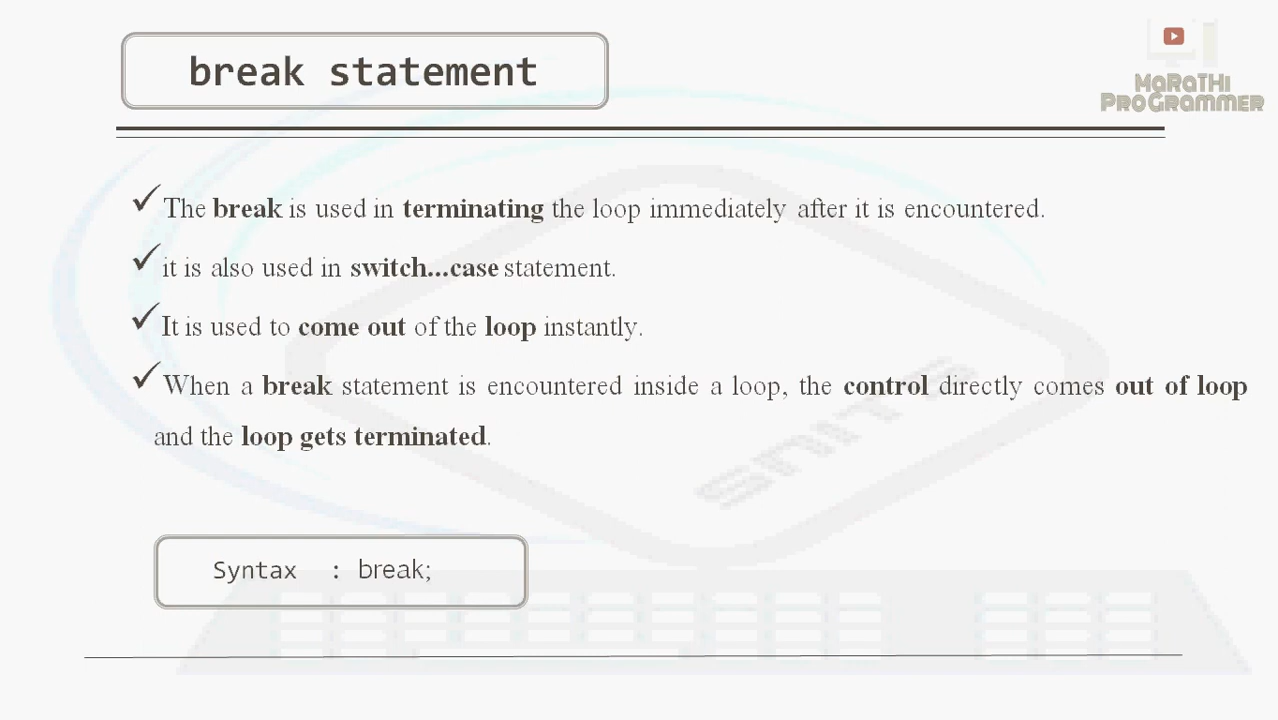 break statement
MaRaTHi
ProGrammer
The break is used in terminating the loop immediately after it is encountered.
it is also used in switch...case statement.
It is used to come out of the loop instantly.
When a break statement is encountered inside a loop, the control directly comes out of loop
and the loop gets terminated.
Syntax : break;